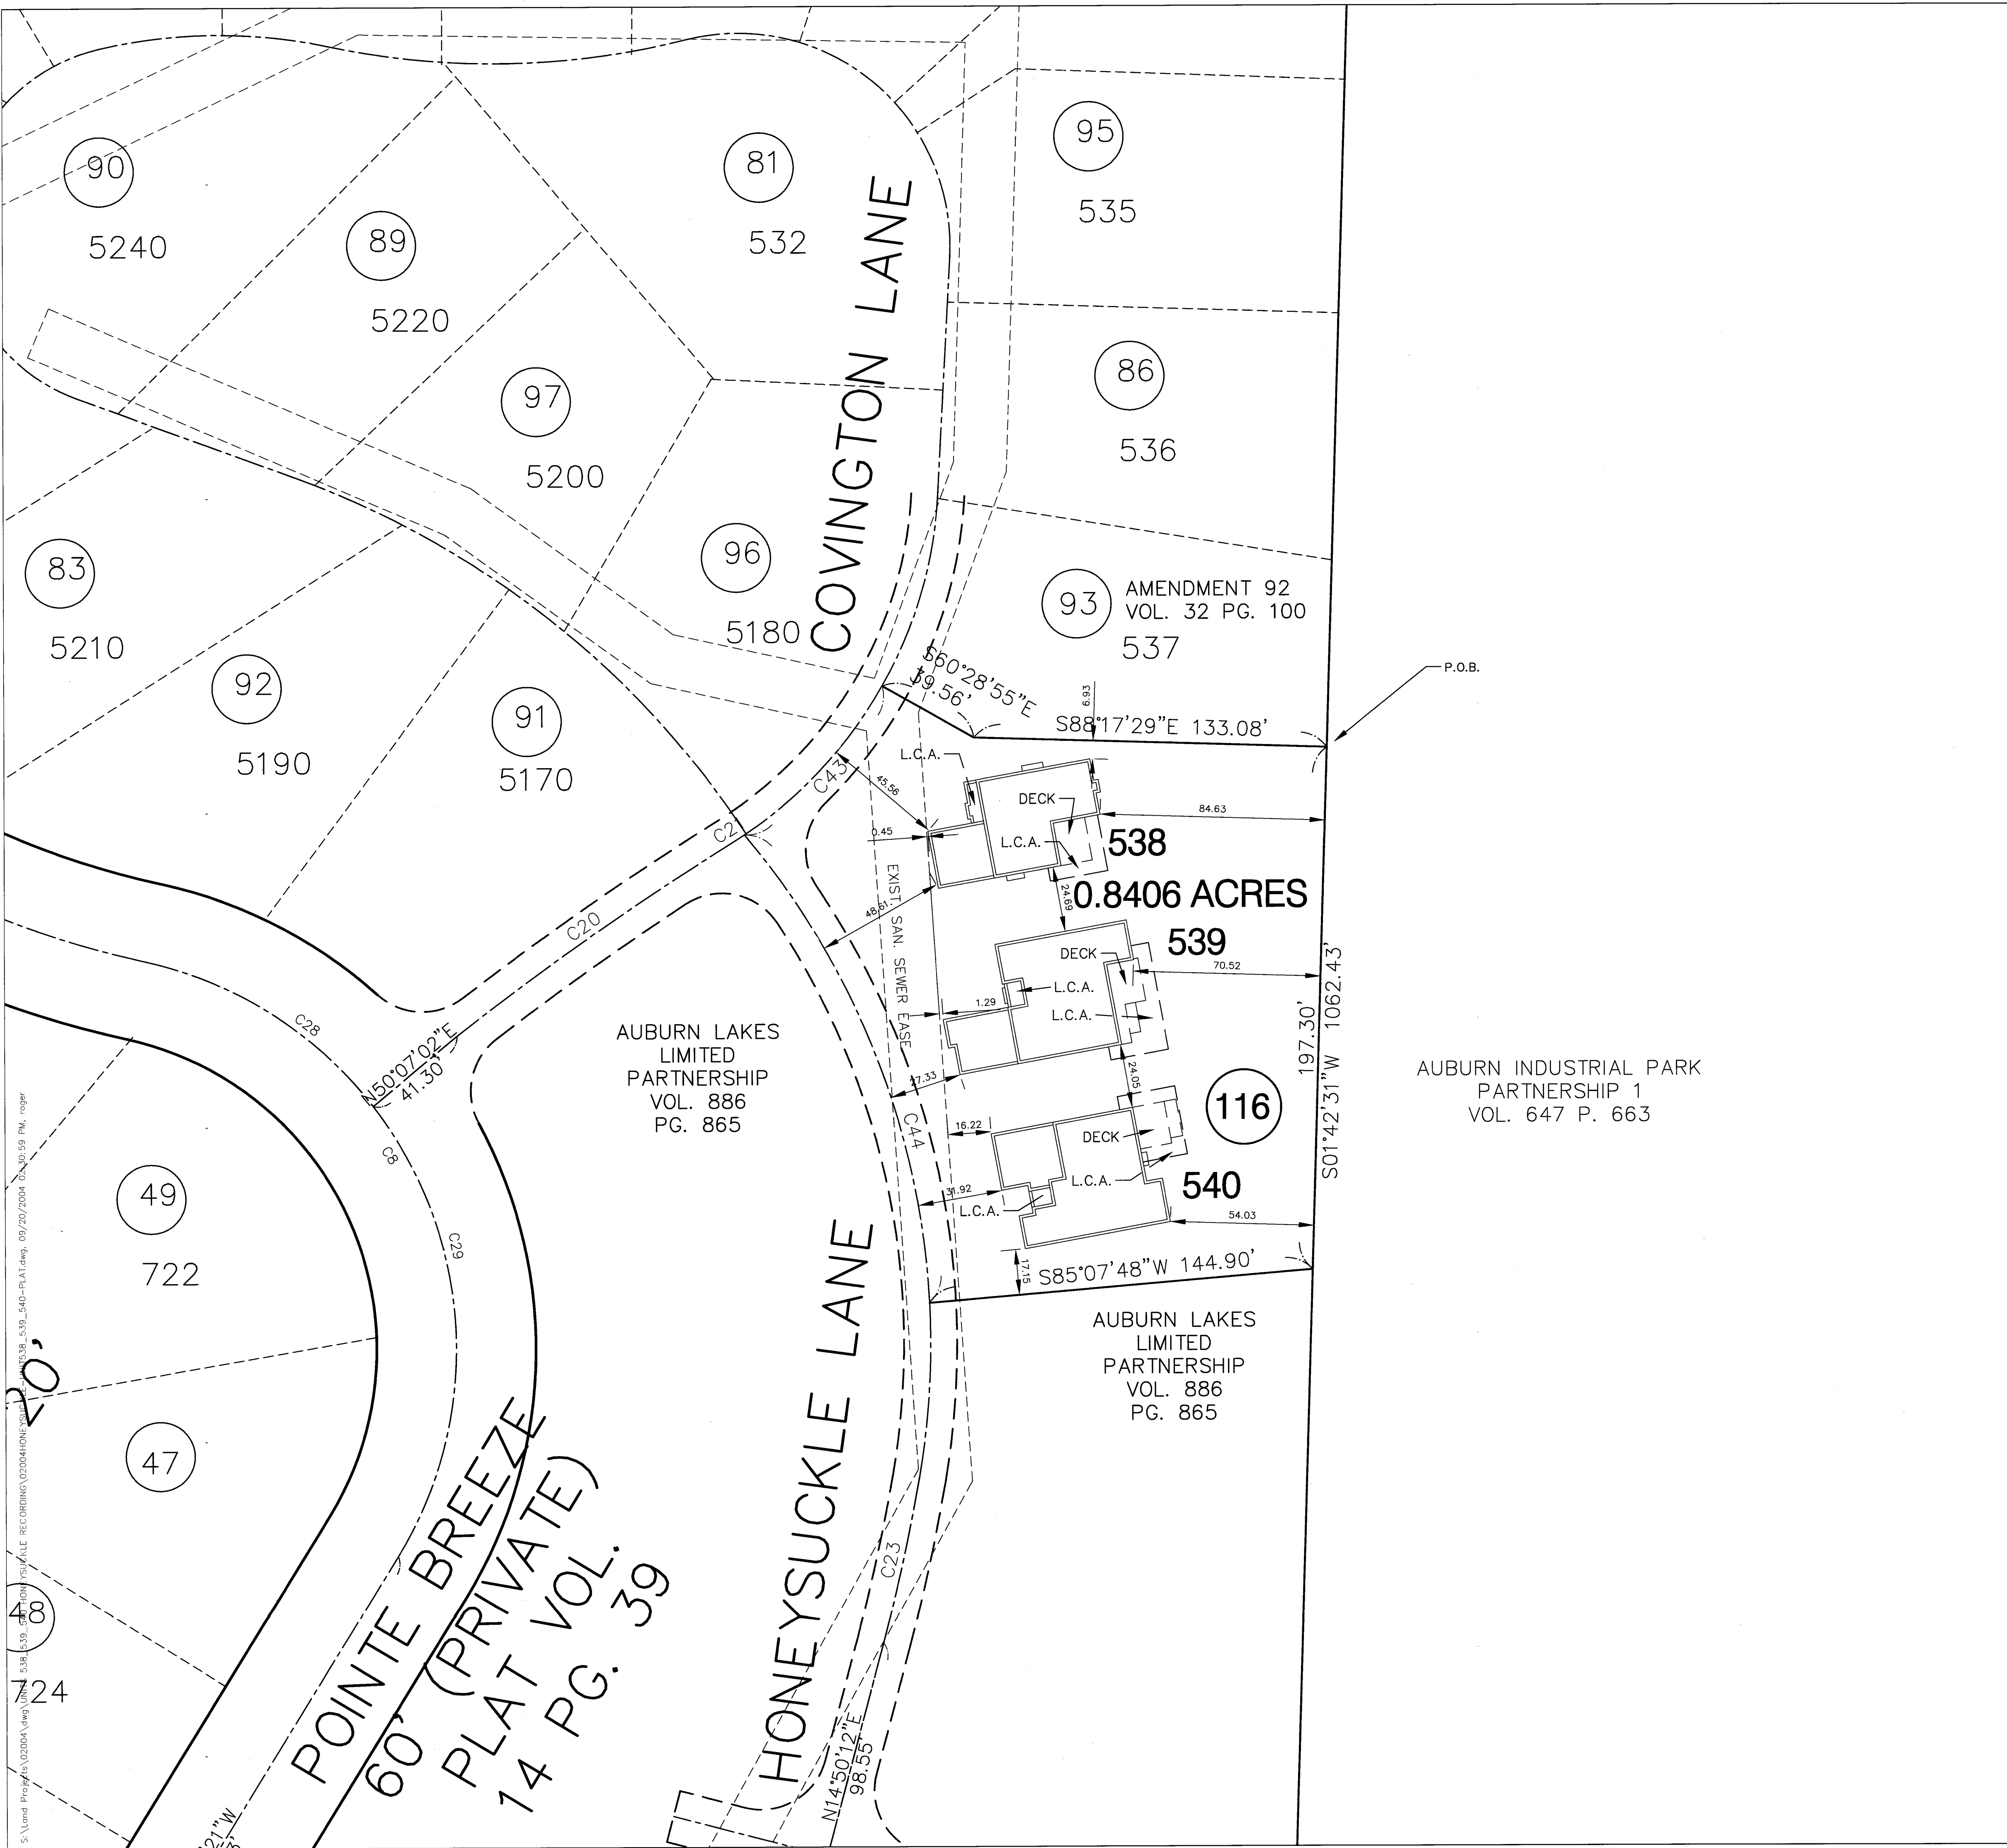 90
5240
89
5220
81
532
95
535
97
5200
86
536
83
5210
92
5190
91
5170
96
5180
93
AMENDMENT 92
VOL. 32 PG. 100
537
COVINGTON LANE
S60°28'55"E
39.56'
6.93
S88°17'29"E 133.08'
P.O.B.
L.C.A.
C43
45.56
DECK
84.63
0.45
L.C.A.
538
C2
24.69
0.8406 ACRES
48.61
EXIST. SAN. SEWER EASE
539
DECK
70.52
L.C.A.
1.29
L.C.A.
C20
C28
N50°07'02"E
41.30'
AUBURN LAKES
LIMITED
PARTNERSHIP
VOL. 886
PG. 865
27.33
24.05
197.30'
S01°42'31"W 1062.43'
AUBURN INDUSTRIAL PARK
PARTNERSHIP 1
VOL. 647 P. 663
116
C44
16.22
DECK
C8
L.C.A.
540
31.92
L.C.A.
54.03
49
722
C29
17.15
S85°07'48"W 144.90'
AUBURN LAKES
LIMITED
PARTNERSHIP
VOL. 886
PG. 865
20'
47
48
724
HONEYSUCKLE LANE
C23
N14°50'12"E
98.55'
POINTE BREEZE
60' (PRIVATE)
PLAT VOL.
14 PG. 39
21"W